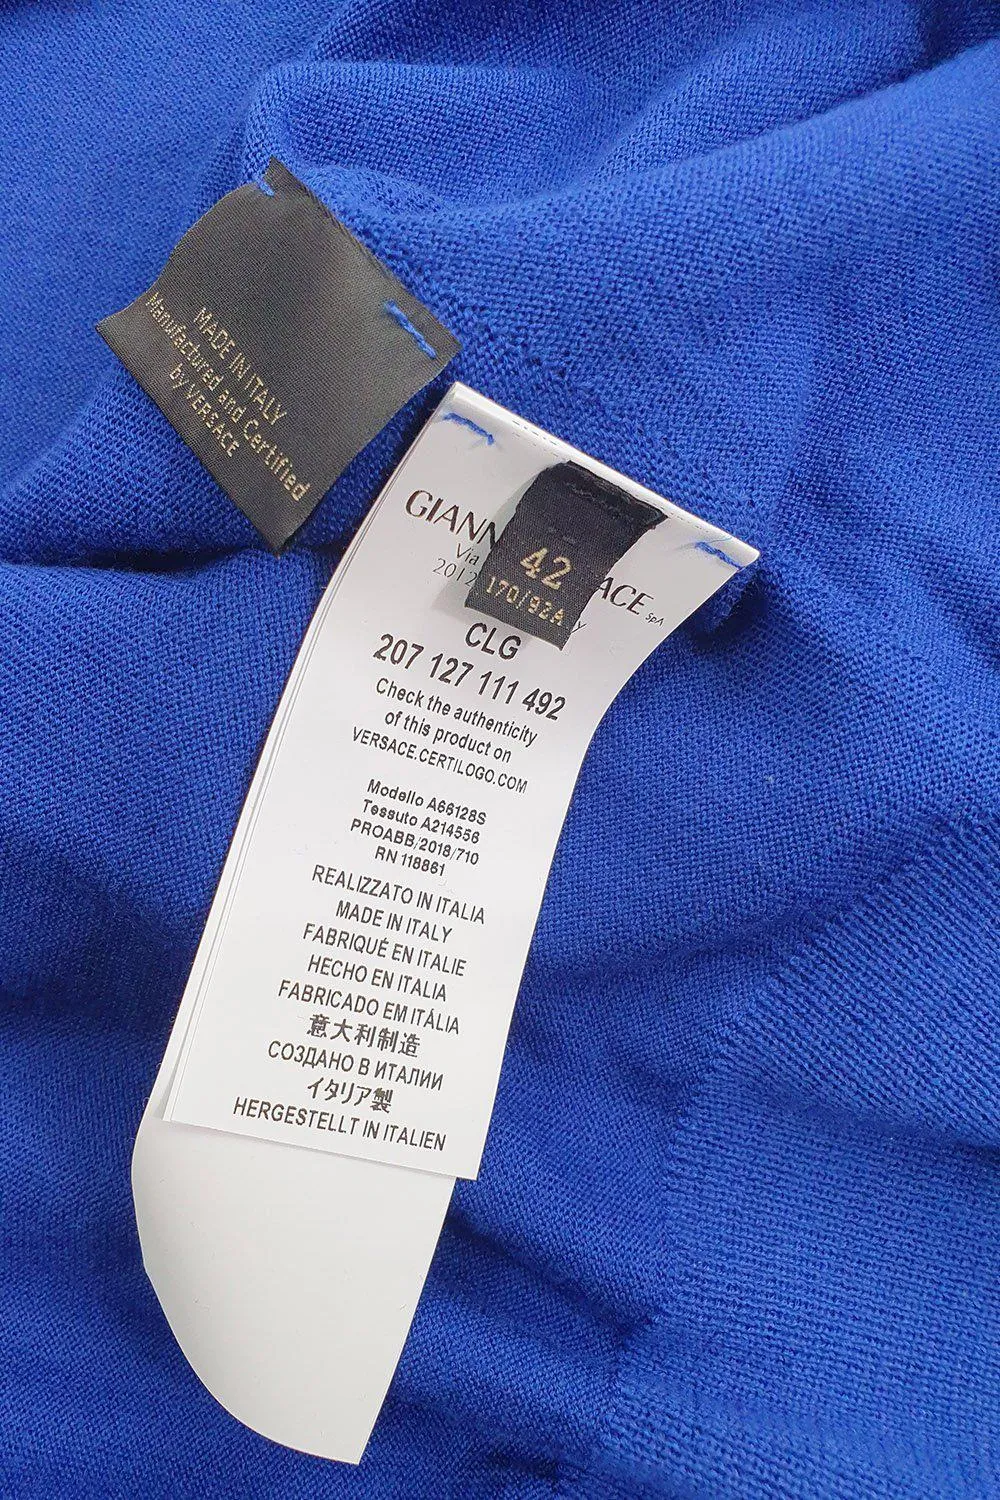 MADE IN ITALY
Manufactured and Certified
by VERSACE
42
170/92A
GIANN ACE SpA
Via
2012
CLG
207 127 111 492
Check the authenticity
of this product on
VERSACE.CERTILOGO.COM
Modello A66128S
Tessuto A214556
PROABB/2018/710
RN 118861
REALIZZATO IN ITALIA
MADE IN ITALY
FABRIQUÉ EN ITALIE
HECHO EN ITALIA
FABRICADO EM ITÁLIA
意大利制造
СОЗДАНО В ИТАЛИИ
イタリア製
HERGESTELLT IN ITALIEN